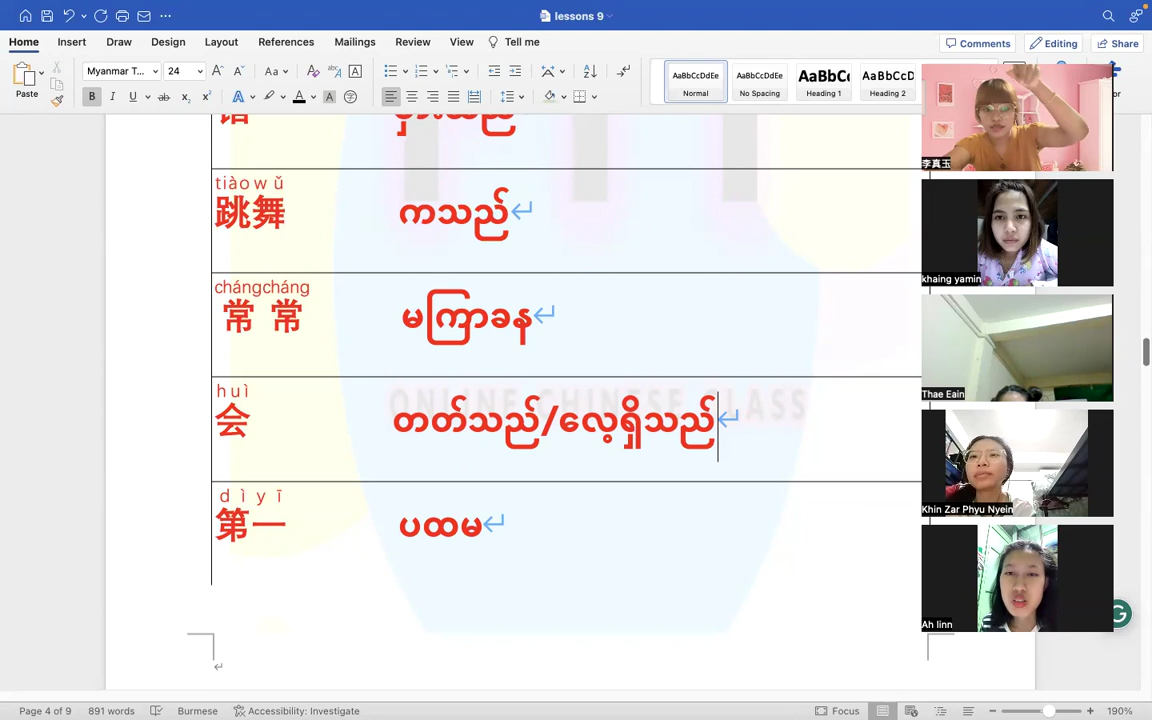 lessons 9
Home Insert Draw Design Layout References Mailings Review View Tell me
Comments Editing Share
Paste
Myanmar T... 24
AaBbCcDdEe AaBbCcDdEe AaBbC AaBbCcD
Normal No Spacing Heading 1 Heading 2
tiàow ǔ
跳舞 ကသည်
chángcháng
常 常 မကြာခန
huì
会 တတ်သည်/လေ့ရှိသည်
ONLINE CHINESE CLASS
dìyī
第一 ပထမ
李真玉
khaing yamin
Thae Eain
Khin Zar Phyu Nyein
Ah linn
Page 4 of 9 891 words Burmese Accessibility: Investigate Focus 190%